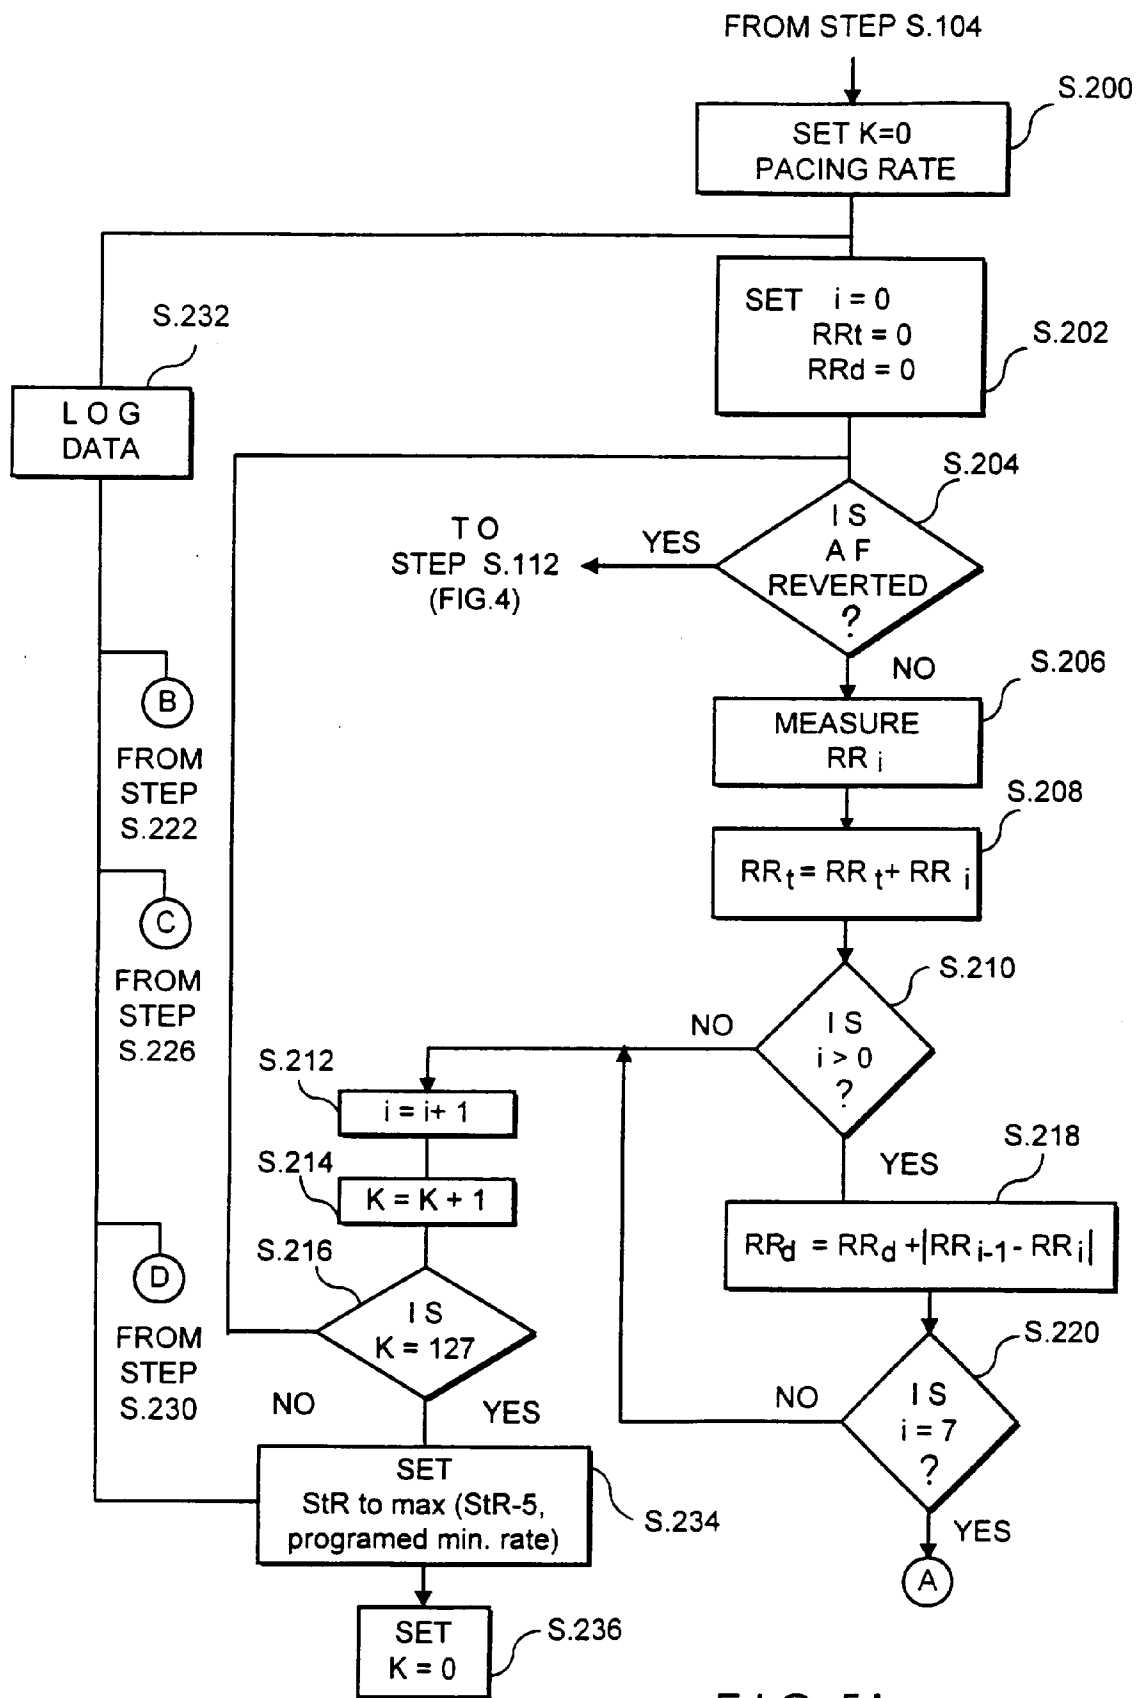 FROM STEP S.104
S.200
SET K=0
PACING RATE
SET i = 0
RRt = 0
RRd = 0
S.202
S.232
LOG
DATA
S.204
IS
AF
REVERTED
?
YES
TO
STEP S.112
(FIG.4)
NO
S.206
MEASURE
RR i
S.208
RR t = RR t + RR i
B
FROM
STEP
S.222
C
FROM
STEP
S.226
S.210
IS
i > 0
?
NO
YES
S.212
i = i + 1
S.214
K = K + 1
S.216
IS
K = 127
NO
YES
S.218
RRd = RRd + |RR i-1 - RR i|
S.220
IS
i = 7
?
NO
YES
A
D
FROM
STEP
S.230
SET
StR to max (StR-5,
programed min. rate)
S.234
SET
K = 0
S.236